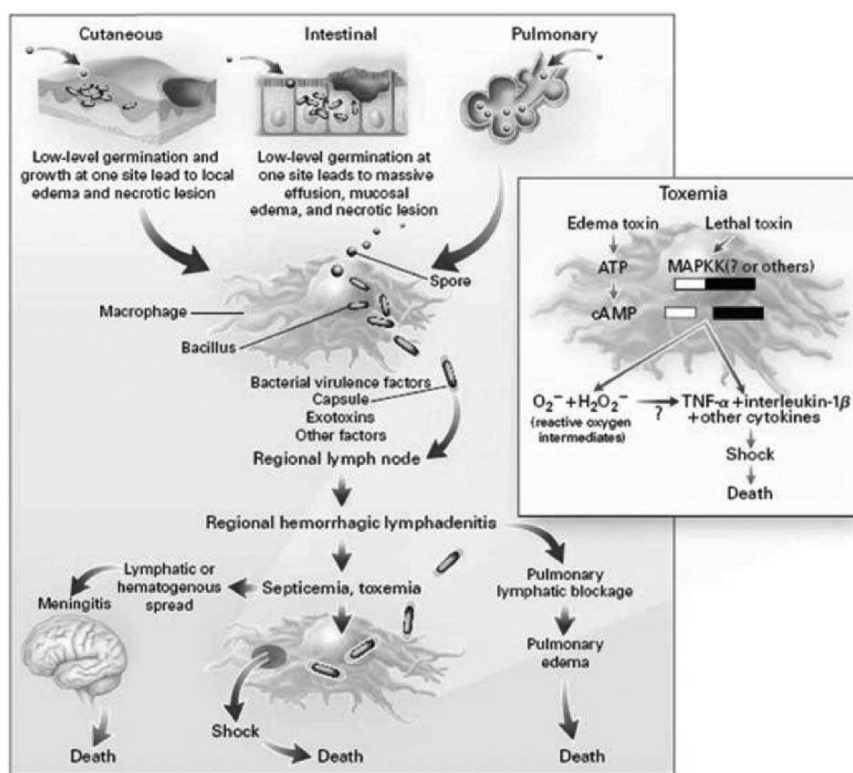 Cutaneous
Intestinal
Pulmonary
Low-level germination and
growth at one site lead to local
edema and necrotic lesion
Low-level germination at
one site leads to massive
effusion, mucosal
edema, and necrotic lesion
Spore
Macrophage
Bacillus
Bacterial virulence factors
Capsule
Exotoxins
Other factors
Regional lymph node
Regional hemorrhagic lymphadenitis
Lymphatic or
hematogenous
spread
Meningitis
Septicemia, toxemia
Pulmonary
lymphatic blockage
Pulmonary
edema
Shock
Death
Death
Death
Toxemia
Edema toxin
Lethal toxin
ATP
MAPKK(? or others)
cAMP
O₂⁻ + H₂O₂⁻
(reactive oxygen
intermediates)
?
TNF-α + interleukin-1β
+other cytokines
Shock
Death